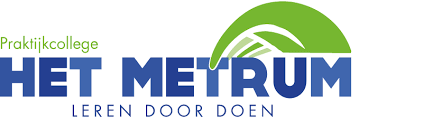 Praktijkcollege
HET METRUM
LEREN DOOR DOEN